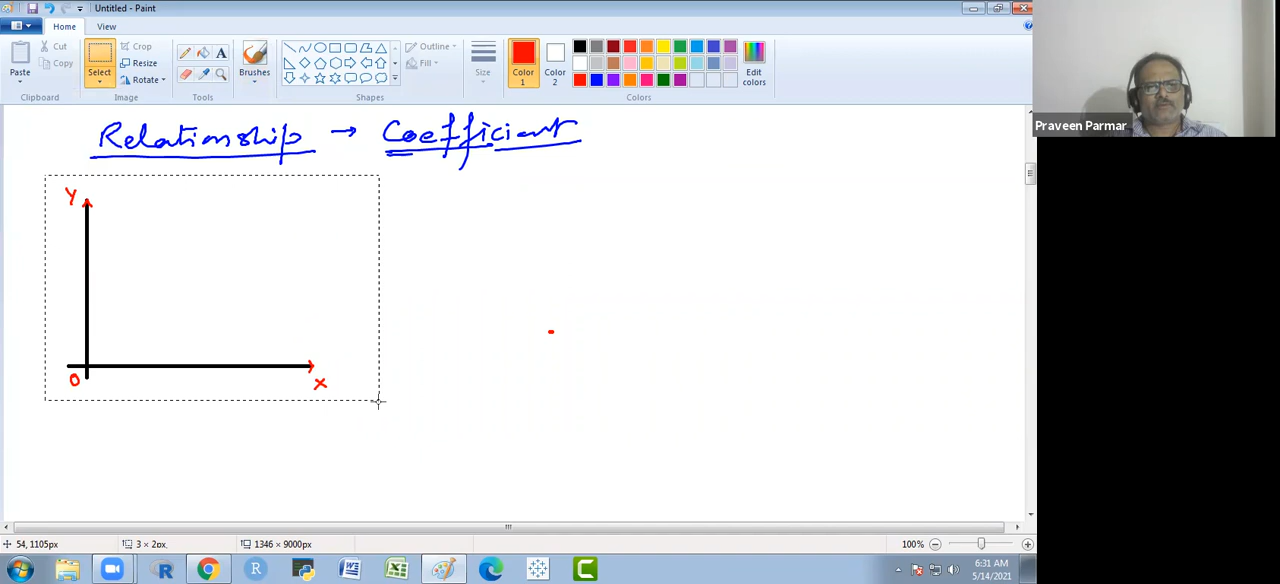 Untitled - Paint
Home View
Paste
Cut
Copy
Clipboard
Select
Crop
Resize
Rotate
Image
A
Tools
Brushes
Outline
Fill
Shapes
Size
Color 1
Color 2
Edit colors
Colors
Relationship → Coefficient
Y
O
X
Praveen Parmar
54, 1105px
3 × 2px
1346 × 9000px
100%
6:31 AM
5/14/2021